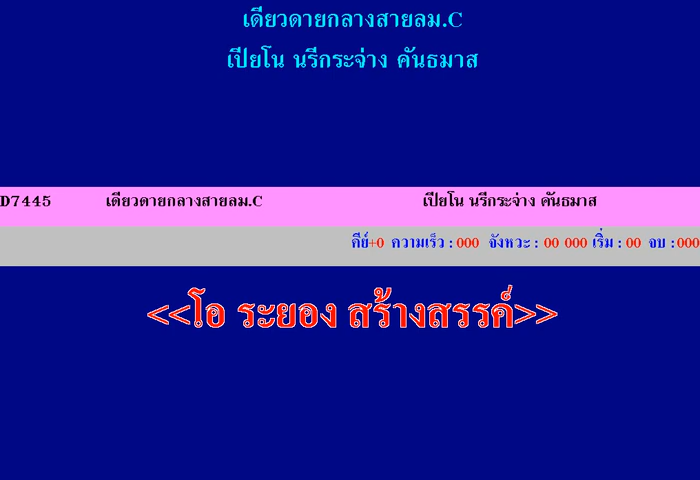 เดียวดายกลางสายลม.C
เปียโน นรีกระจ่าง คันธมาส
D7445 เดียวดายกลางสายลม.C เปียโน นรีกระจ่าง คันธมาส
คีย์+0 ความเร็ว : 000 จังหวะ : 00 000 เริ่ม : 00 จบ :000
<<โอ ระยอง สร้างสรรค์>>